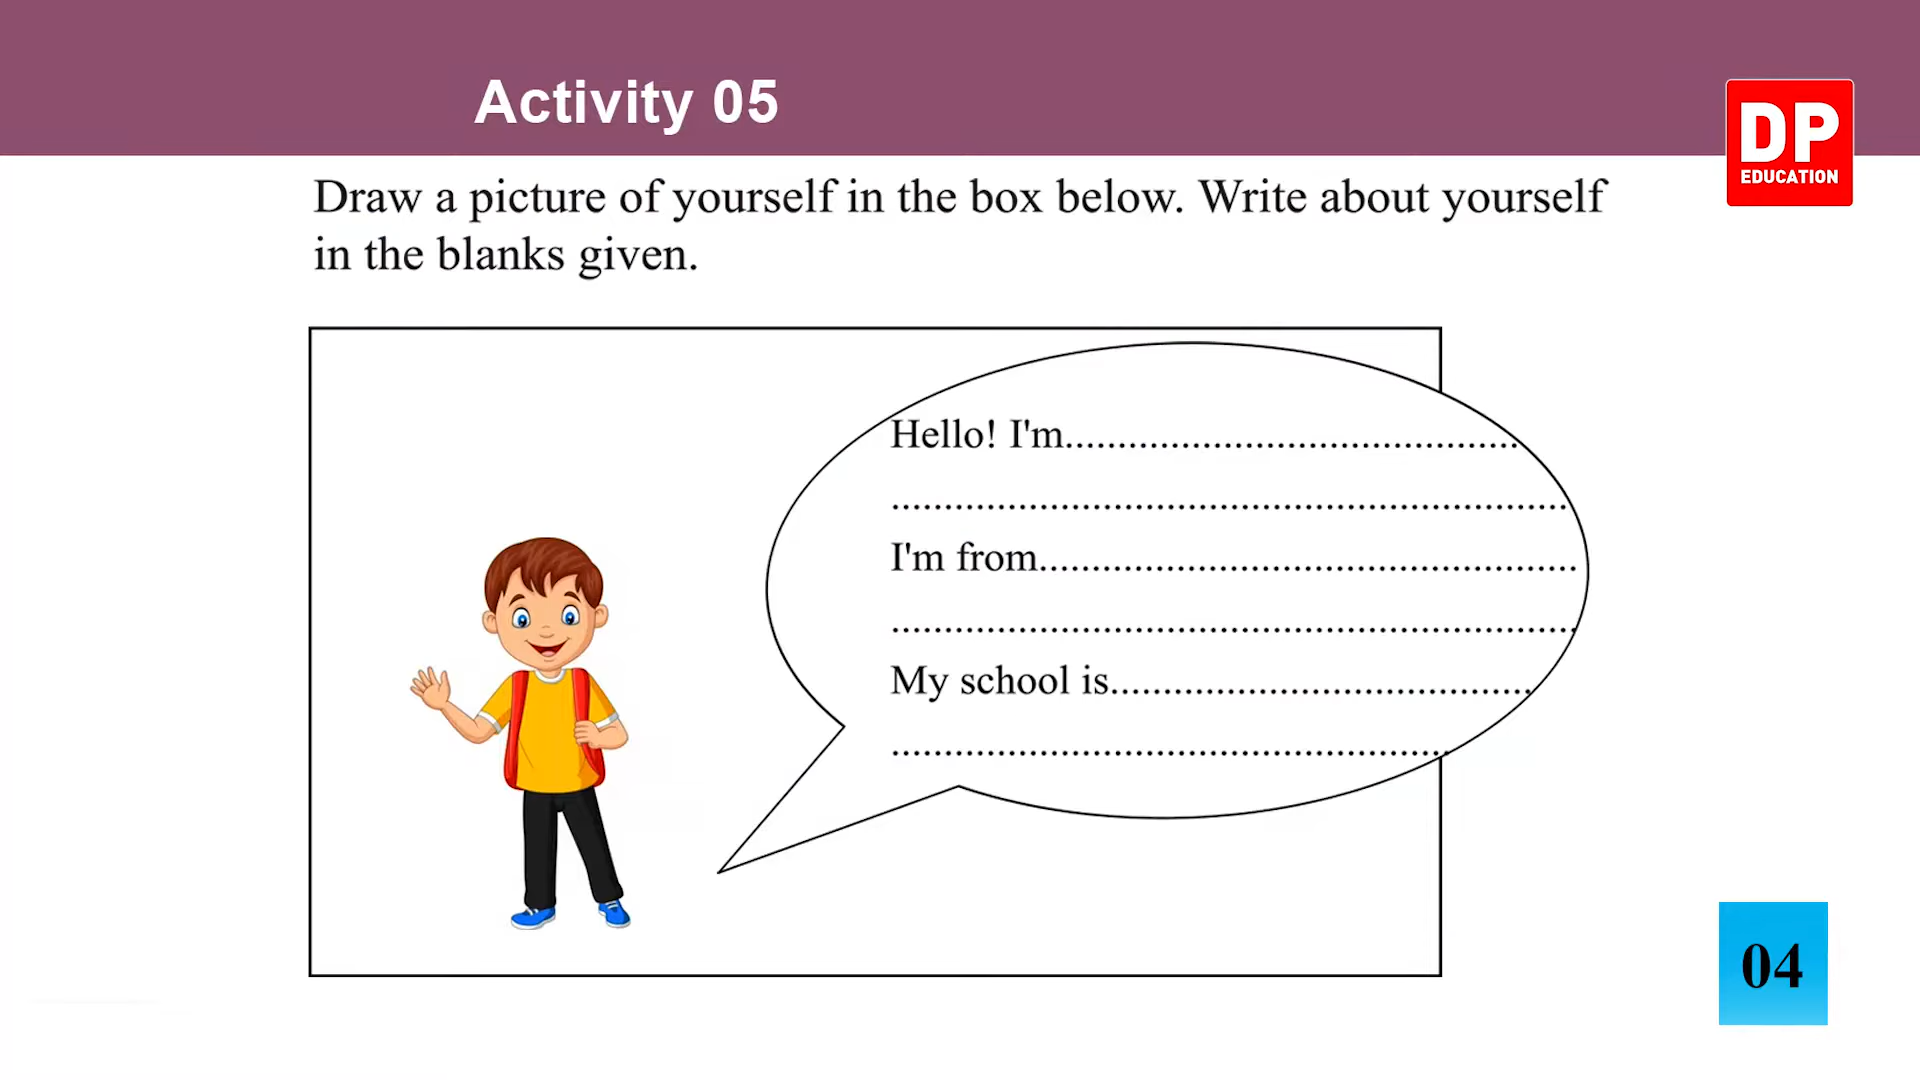 Activity 05
DP
EDUCATION
Draw a picture of yourself in the box below. Write about yourself
in the blanks given.
Hello! I'm...........................................
................................................................
I'm from...................................................
.................................................................
My school is........................................
.....................................................
04